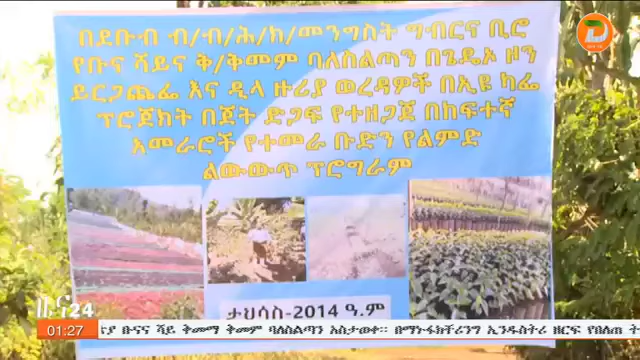 በደቡብ ብ/ብ/ሕ/ክ/መንግስት ግብርና ቢሮ
የቡና ሻይና ቅ/ቅመም ባለስልጣን በጌዴኦ ዞን
ይርጋጨፌ እና ዲላ ዙሪያ ወረዳዎች በኢዩ ካፌ
ፕሮጀክት በጀት ድጋፍ የተዘጋጀ በከፍተኛ
አመራሮች የተመራ ቡድን የልምድ
ልውውጥ ፕሮግራም
ታህሳስ-2014 ዓ.ም
ዜና24
01:27 ቡናና ሻይ ቅመማ ቅመም ባለስልጣን አስታወቀ። በማኑፋክቸሪንግ ኢንዱስትሪ ዘርፍ የበለጠ ት